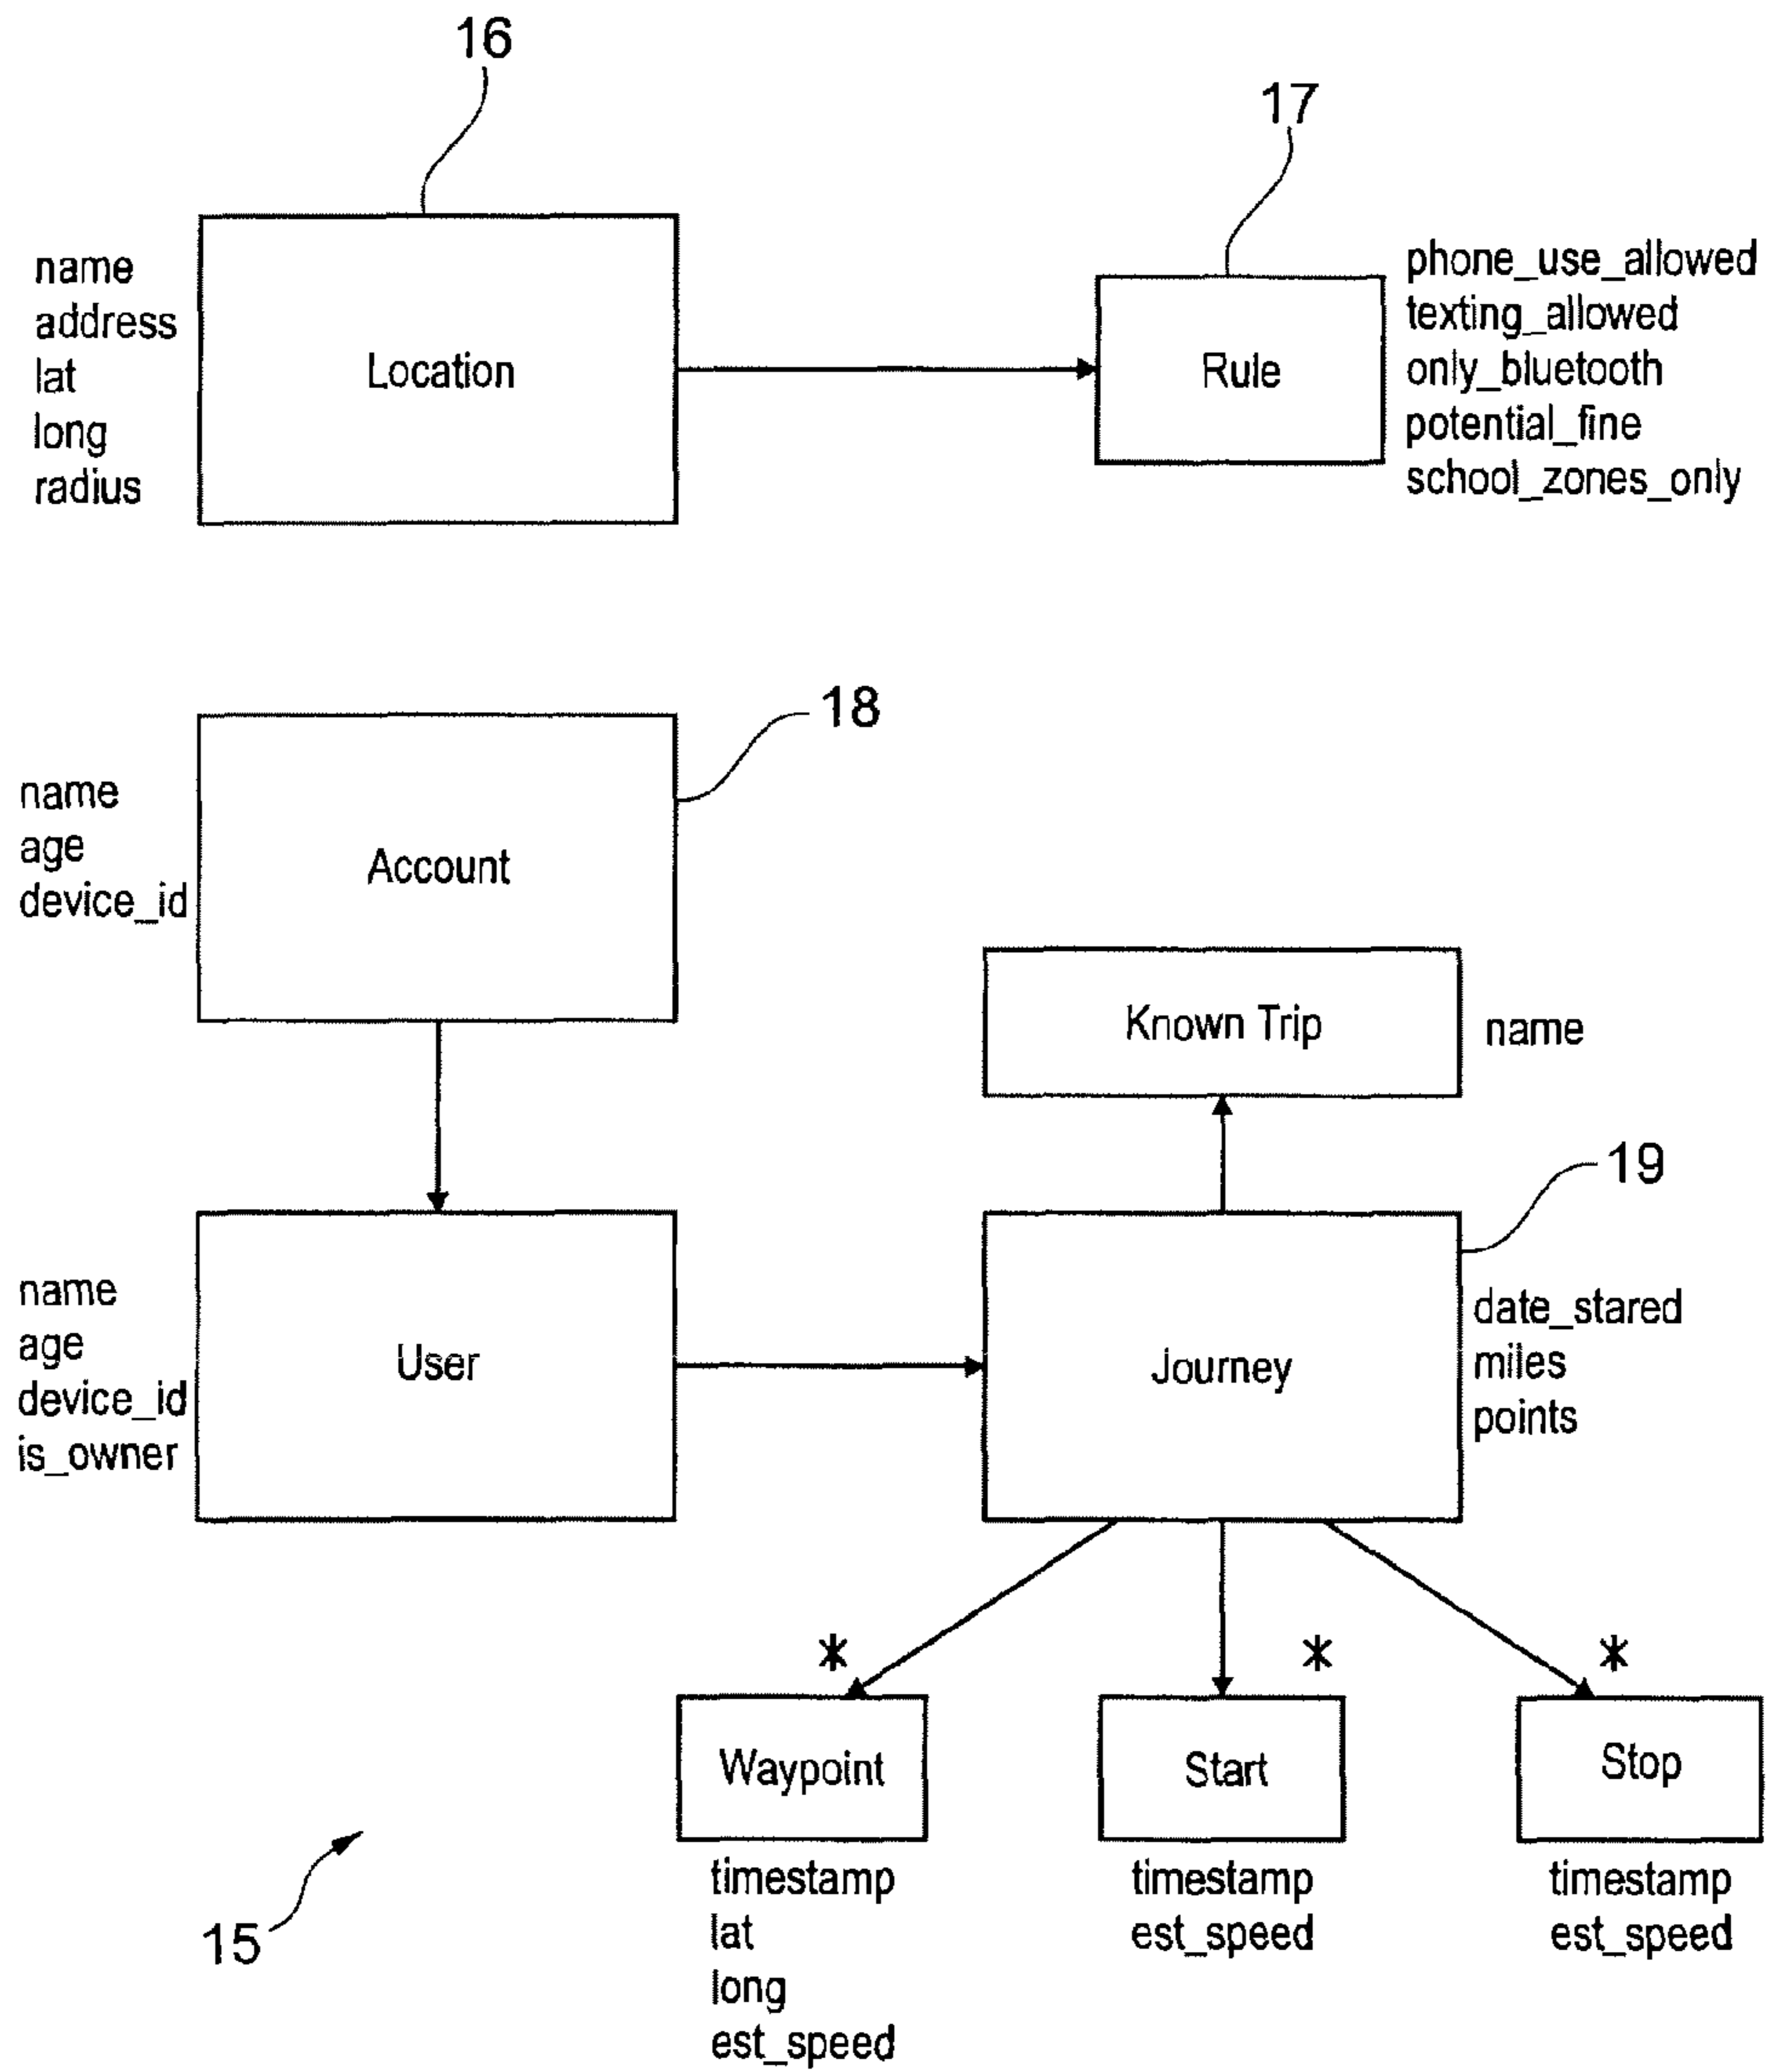 16
17
name
address
lat
long
radius
Location
Rule
phone_use_allowed
texting_allowed
only_bluetooth
potential_fine
school_zones_only
18
name
age
device_id
Account
Known Trip
name
19
name
age
device_id
is_owner
User
Journey
date_stared
miles
points
*
*
*
Waypoint
Start
Stop
timestamp
lat
long
est_speed
timestamp
est_speed
timestamp
est_speed
15